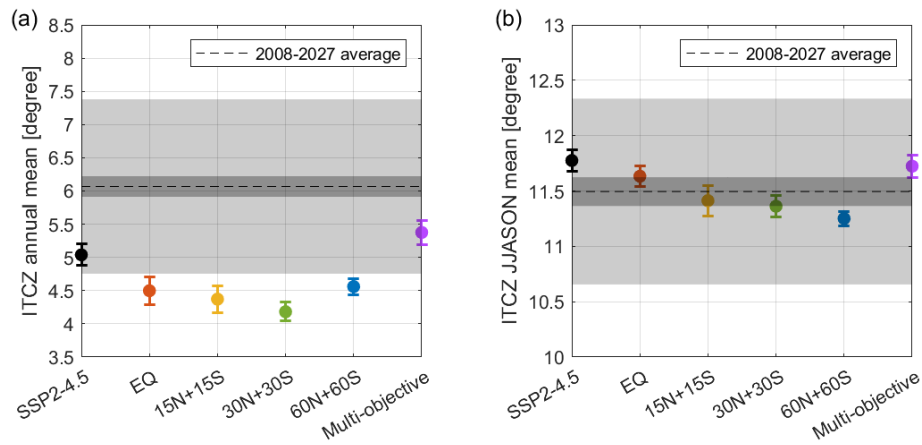 (a)
ITCZ annual mean [degree]
8.5
8
7.5
7
6.5
6
5.5
5
4.5
4
3.5
2008-2027 average
SSP2-4.5
EQ
15N+15S
30N+30S
60N+60S
Multi-objective
(b)
ITCZ JJASON mean [degree]
13
12.5
12
11.5
11
10.5
10
2008-2027 average
SSP2-4.5
EQ
15N+15S
30N+30S
60N+60S
Multi-objective